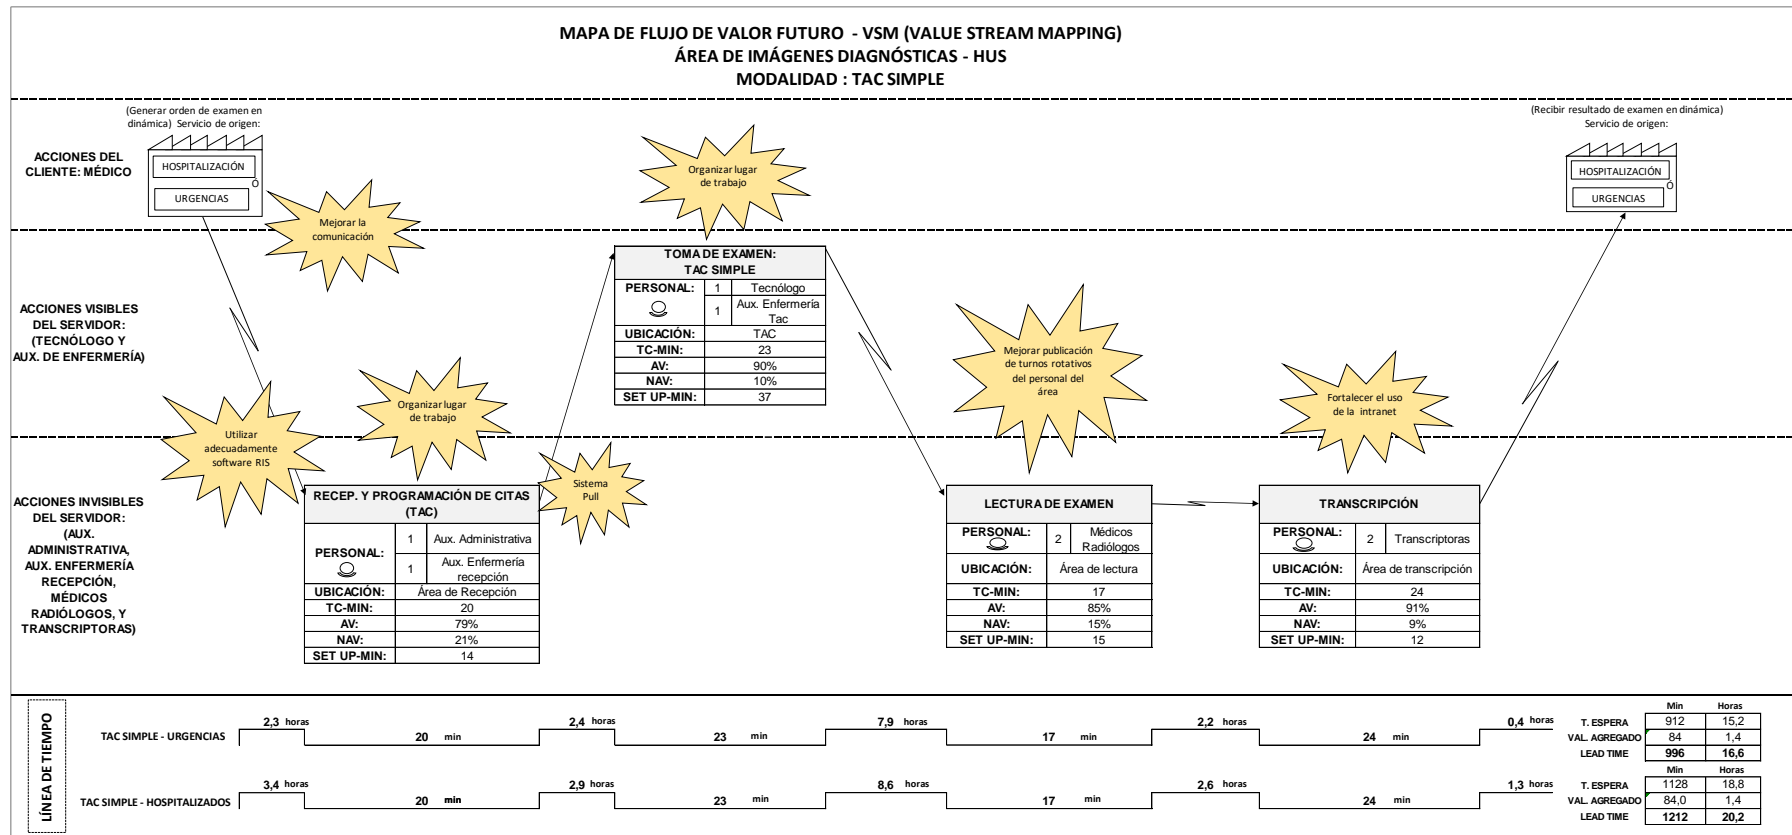 MAPA DE FLUJO DE VALOR FUTURO - VSM (VALUE STREAM MAPPING)
ÁREA DE IMÁGENES DIAGNÓSTICAS - HUS
MODALIDAD : TAC SIMPLE
ACCIONES DEL
CLIENTE: MÉDICO
(Generar orden de examen en
dinámica) Servicio de origen:
HOSPITALIZACIÓN
Ó
URGENCIAS
Mejorar la
comunicación
Organizar lugar
de trabajo
(Recibir resultado de examen en dinámica)
Servicio de origen:
HOSPITALIZACIÓN
Ó
URGENCIAS
ACCIONES VISIBLES
DEL SERVIDOR:
(TECNÓLOGO Y
AUX. DE ENFERMERÍA)
TOMA DE EXAMEN:
TAC SIMPLE
PERSONAL: 1 Tecnólogo
1 Aux. Enfermería
Tac
UBICACIÓN: TAC
TC-MIN: 23
AV: 90%
NAV: 10%
SET UP-MIN: 37
Utilizar
adecuadamente
software RIS
Organizar lugar
de trabajo
Sistema
Pull
Mejorar publicación
de turnos rotativos
del personal del
área
Fortalecer el uso
de la intranet
ACCIONES INVISIBLES
DEL SERVIDOR:
(AUX.
ADMINISTRATIVA,
AUX. ENFERMERÍA
RECEPCIÓN,
MÉDICOS
RADIÓLOGOS, Y
TRANSCRIPTORAS)
RECEP. Y PROGRAMACIÓN DE CITAS
(TAC)
PERSONAL: 1 Aux. Administrativa
1 Aux. Enfermería
recepción
UBICACIÓN: Área de Recepción
TC-MIN: 20
AV: 79%
NAV: 21%
SET UP-MIN: 14
LECTURA DE EXAMEN
PERSONAL: 2 Médicos
Radiólogos
UBICACIÓN: Área de lectura
TC-MIN: 17
AV: 85%
NAV: 15%
SET UP-MIN: 15
TRANSCRIPCIÓN
PERSONAL: 2 Transcriptoras
UBICACIÓN: Área de transcripción
TC-MIN: 24
AV: 91%
NAV: 9%
SET UP-MIN: 12
LÍNEA DE TIEMPO
TAC SIMPLE - URGENCIAS
2,3 horas
20 min
2,4 horas
23 min
7,9 horas
17 min
2,2 horas
24 min
0,4 horas
Min Horas
T. ESPERA 912 15,2
VAL. AGREGADO 84 1,4
LEAD TIME 996 16,6
TAC SIMPLE - HOSPITALIZADOS
3,4 horas
20 min
2,9 horas
23 min
8,6 horas
17 min
2,6 horas
24 min
1,3 horas
Min Horas
T. ESPERA 1128 18,8
VAL. AGREGADO 84,0 1,4
LEAD TIME 1212 20,2